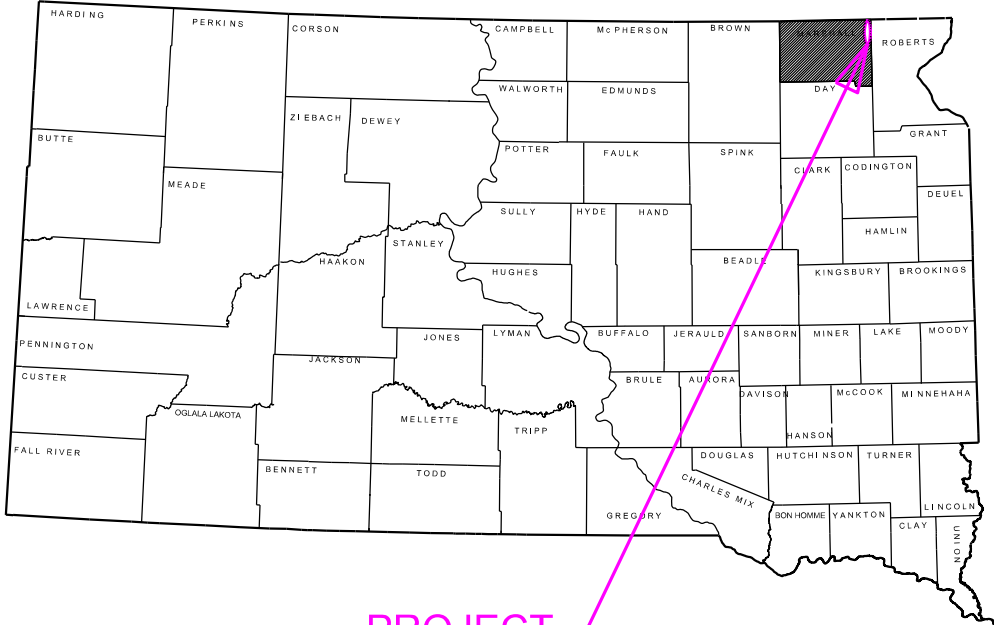 HARDING
PERKINS
CORSON
CAMPBELL
McPHERSON
BROWN
MARSHALL
ROBERTS
WALWORTH
EDMUNDS
DAY
ZIEBACH
DEWEY
GRANT
BUTTE
POTTER
FAULK
SPINK
CLARK
CODINGTON
MEADE
DEUEL
SULLY
HYDE
HAND
HAMLIN
STANLEY
HAAKON
BEADLE
HUGHES
KINGSBURY
BROOKINGS
LAWRENCE
JONES
LYMAN
BUFFALO
JERAULD
SANBORN
MINER
LAKE
MOODY
PENNINGTON
JACKSON
CUSTER
BRULE
AURORA
DAVISON
McCOOK
MINNEHAHA
OGLALA LAKOTA
MELLETTE
TRIPP
HANSON
FALL RIVER
DOUGLAS
HUTCHINSON
TURNER
BENNETT
TODD
CHARLES MIX
GREGORY
BON HOMME
YANKTON
LINCOLN
CLAY
UNION
PROJECT